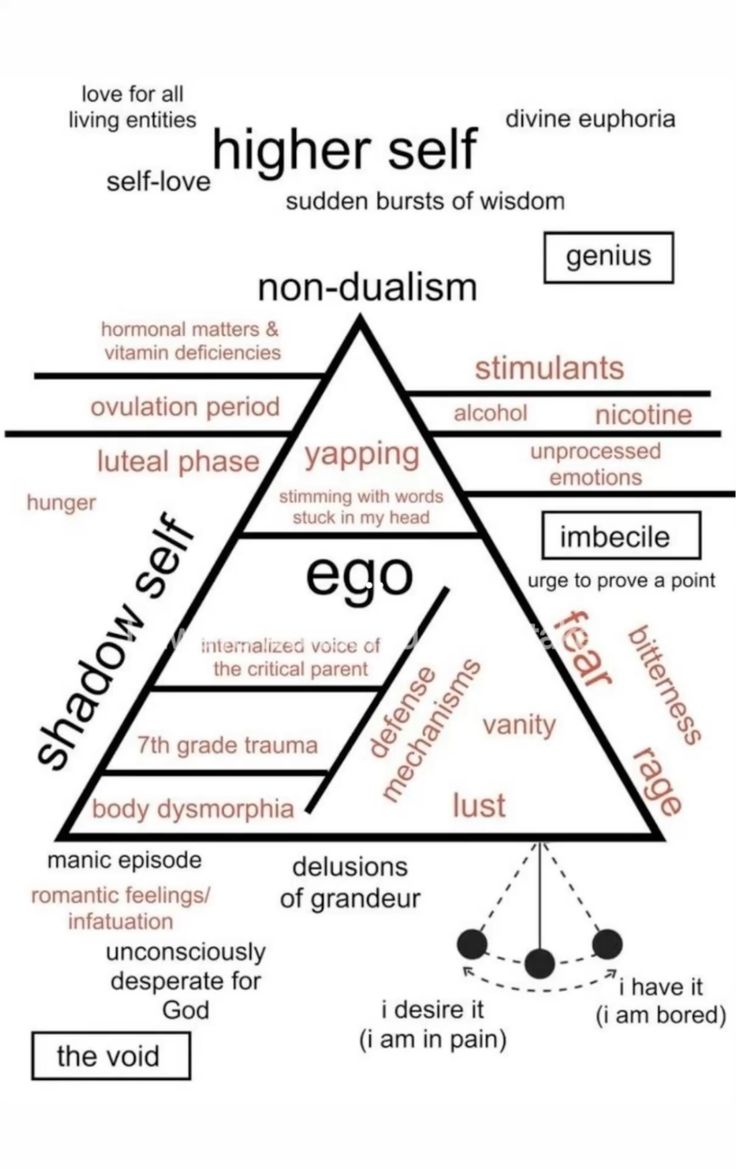 love for all
living entities
divine euphoria
higher self
self-love
sudden bursts of wisdom
genius
non-dualism
hormonal matters &
vitamin deficiencies
stimulants
ovulation period
alcohol
nicotine
luteal phase
yapping
unprocessed
emotions
hunger
stimming with words
stuck in my head
imbecile
ego
urge to prove a point
shadow self
internalized voice of
the critical parent
fear
bitterness
defense
mechanisms
vanity
7th grade trauma
rage
body dysmorphia
lust
manic episode
delusions
of grandeur
romantic feelings/
infatuation
unconsciously
desperate for
God
i desire it
(i am in pain)
i have it
(i am bored)
the void